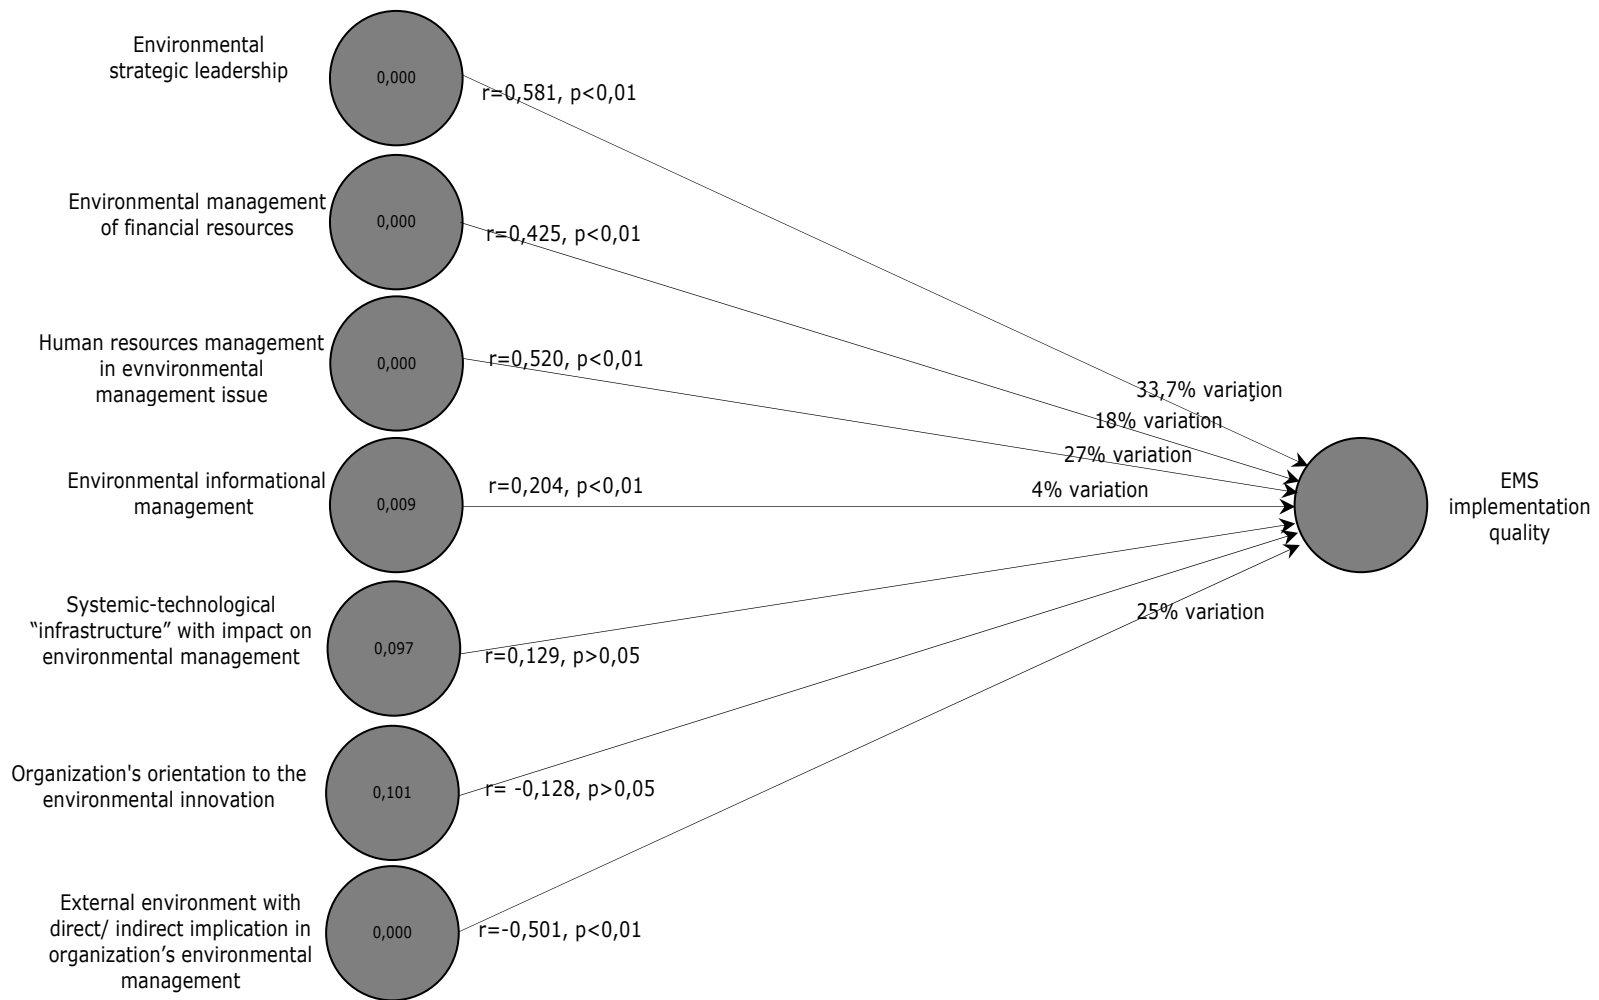 Environmental
strategic leadership
0,000
r=0,581, p<0,01
Environmental management
of financial resources
0,000
r=0,425, p<0,01
Human resources management
in evnvironmental
management issue
0,000
r=0,520, p<0,01
33,7% variation
18% variation
27% variation
4% variation
Environmental informational
management
0,009
r=0,204, p<0,01
EMS
implementation
quality
Systemic-technological
“infrastructure” with impact on
environmental management
0,097
r=0,129, p>0,05
25% variation
Organization's orientation to the
environmental innovation
0,101
r= -0,128, p>0,05
External environment with
direct/ indirect implication in
organization’s environmental
management
0,000
r=-0,501, p<0,01